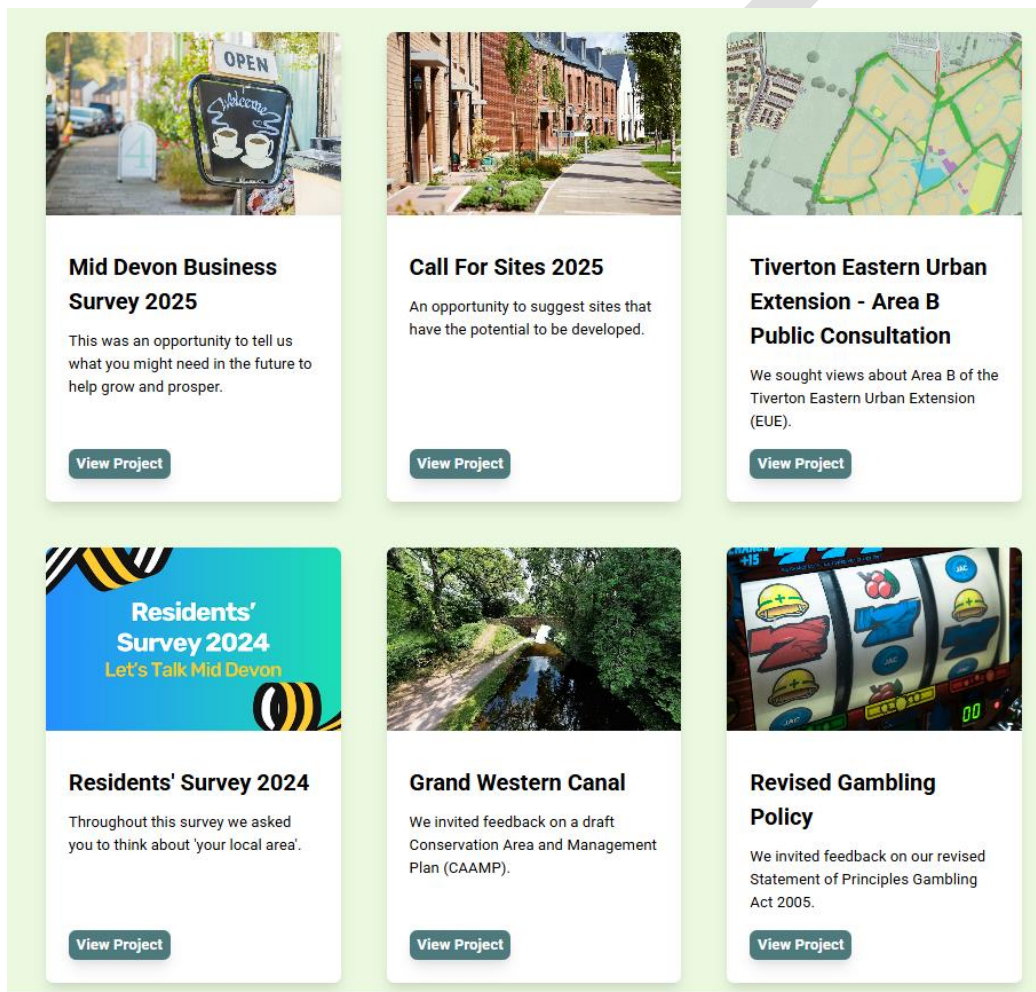 OPEN
Welcome
4
Mid Devon Business
Survey 2025
This was an opportunity to tell us
what you might need in the future to
help grow and prosper.
View Project
Call For Sites 2025
An opportunity to suggest sites that
have the potential to be developed.
View Project
Tiverton Eastern Urban
Extension - Area B
Public Consultation
We sought views about Area B of the
Tiverton Eastern Urban Extension
(EUE).
View Project
Residents'
Survey 2024
Let's Talk Mid Devon
Residents' Survey 2024
Throughout this survey we asked
you to think about 'your local area'.
View Project
Grand Western Canal
We invited feedback on a draft
Conservation Area and Management
Plan (CAAMP).
View Project
+15
JAC
JAC
JAC
00
Revised Gambling
Policy
We invited feedback on our revised
Statement of Principles Gambling
Act 2005.
View Project